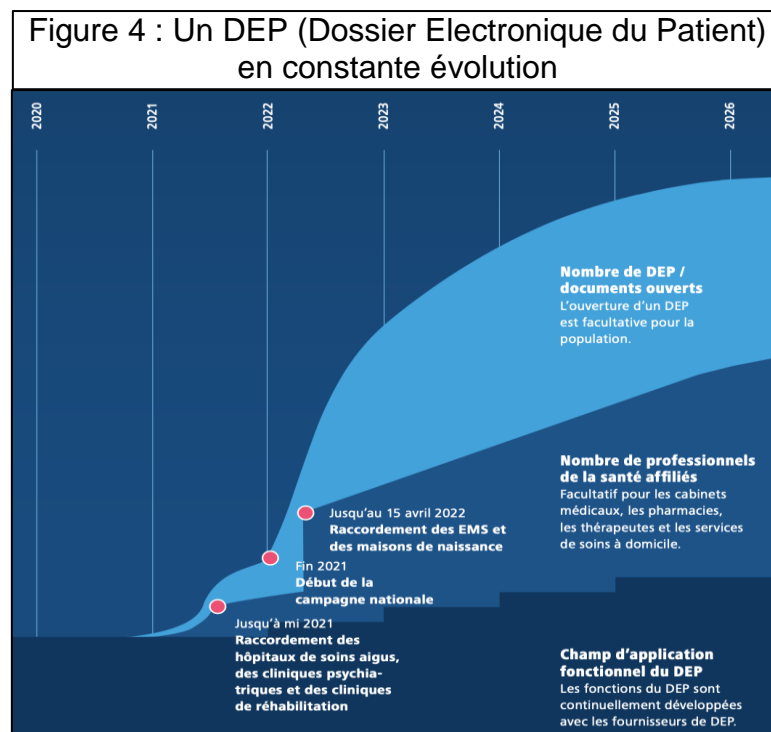 Figure 4 : Un DEP (Dossier Electronique du Patient)
en constante évolution
2020
2021
2022
2023
2024
2025
2026
Nombre de DEP /
documents ouverts
L'ouverture d'un DEP
est facultative pour la
population.
Nombre de professionnels
de la santé affiliés
Facultatif pour les cabinets
médicaux, les pharmacies,
les thérapeutes et les services
de soins à domicile.
Jusqu'au 15 avril 2022
Raccordement des EMS et
des maisons de naissance
Fin 2021
Début de la
campagne nationale
Jusqu'à mi 2021
Raccordement des
hôpitaux de soins aigus,
des cliniques psychia-
triques et des cliniques
de réhabilitation
Champ d'application
fonctionnel du DEP
Les fonctions du DEP sont
continuellement développées
avec les fournisseurs de DEP.